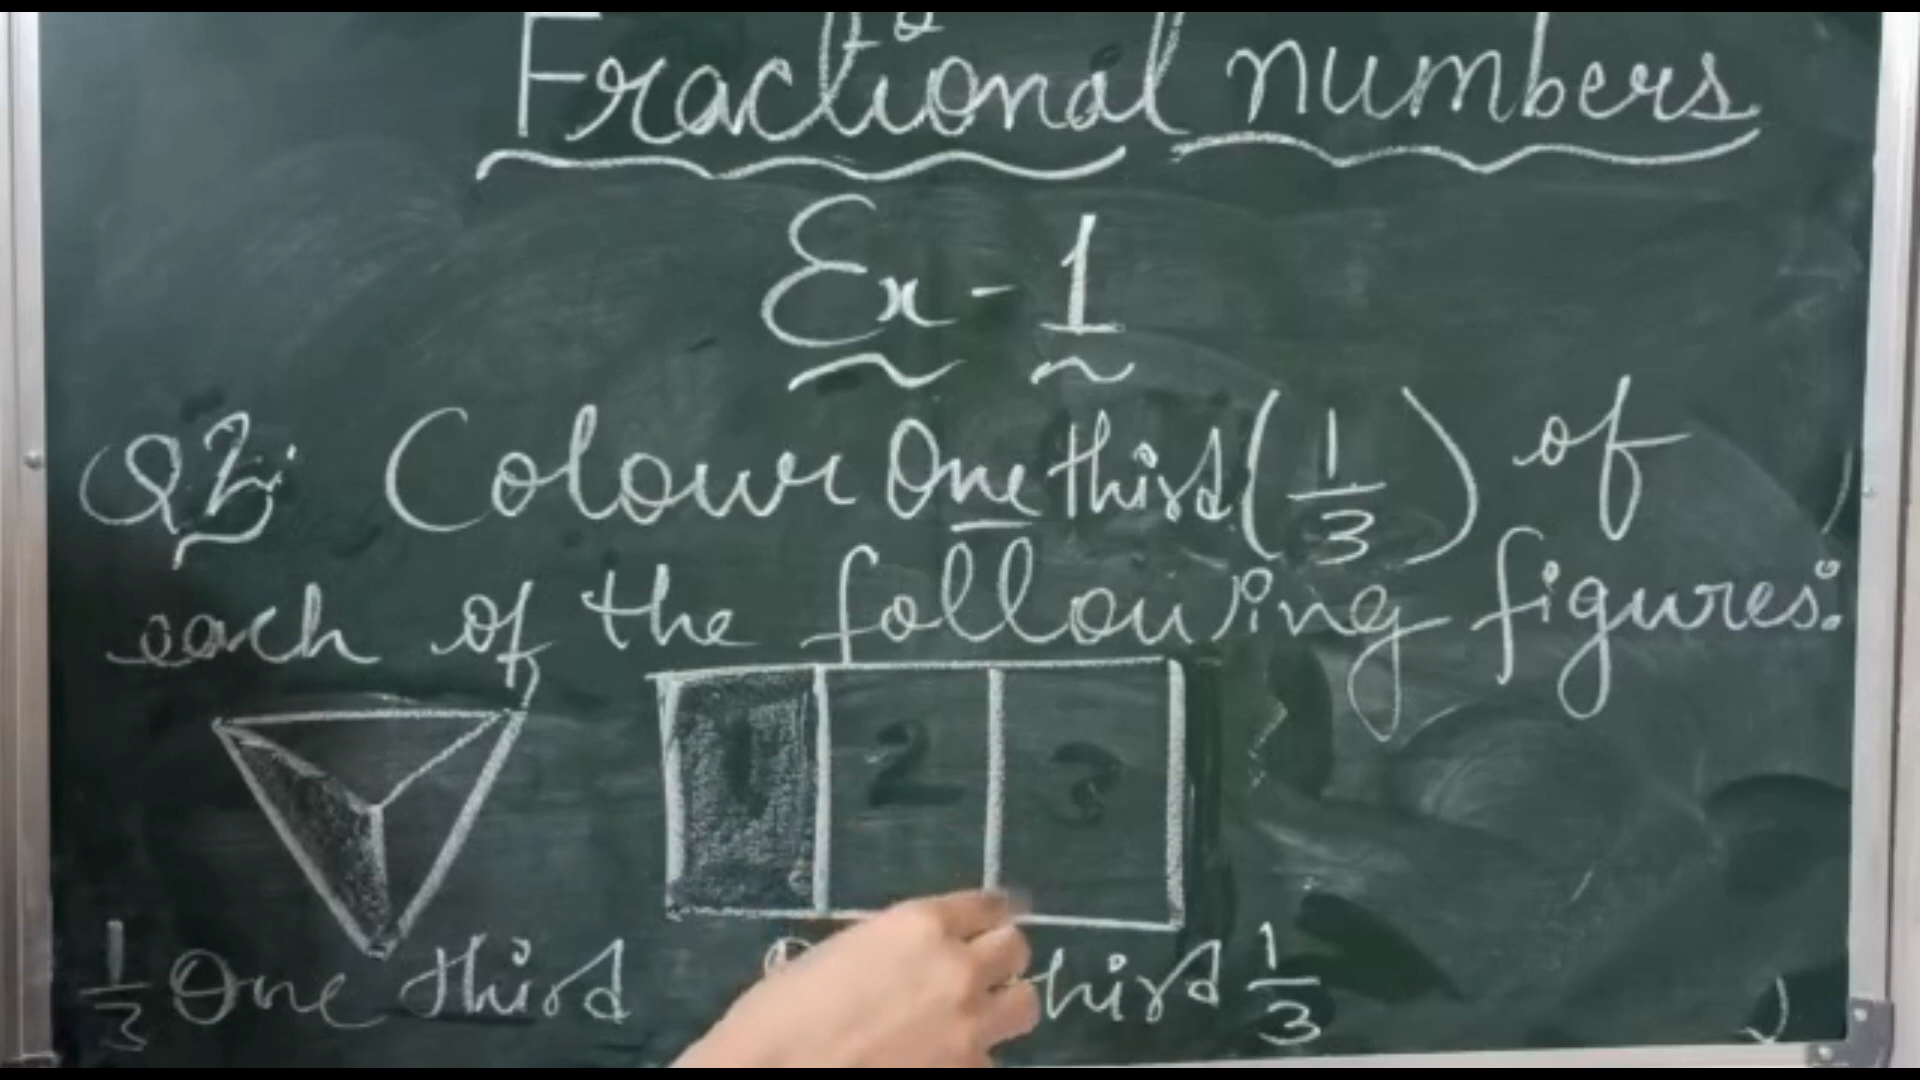 Fractional numbers
Ex - 1
Q2. Colour One third (1/3) of
each of the following figures:
1 2 3
1/3 One third
third 1/3